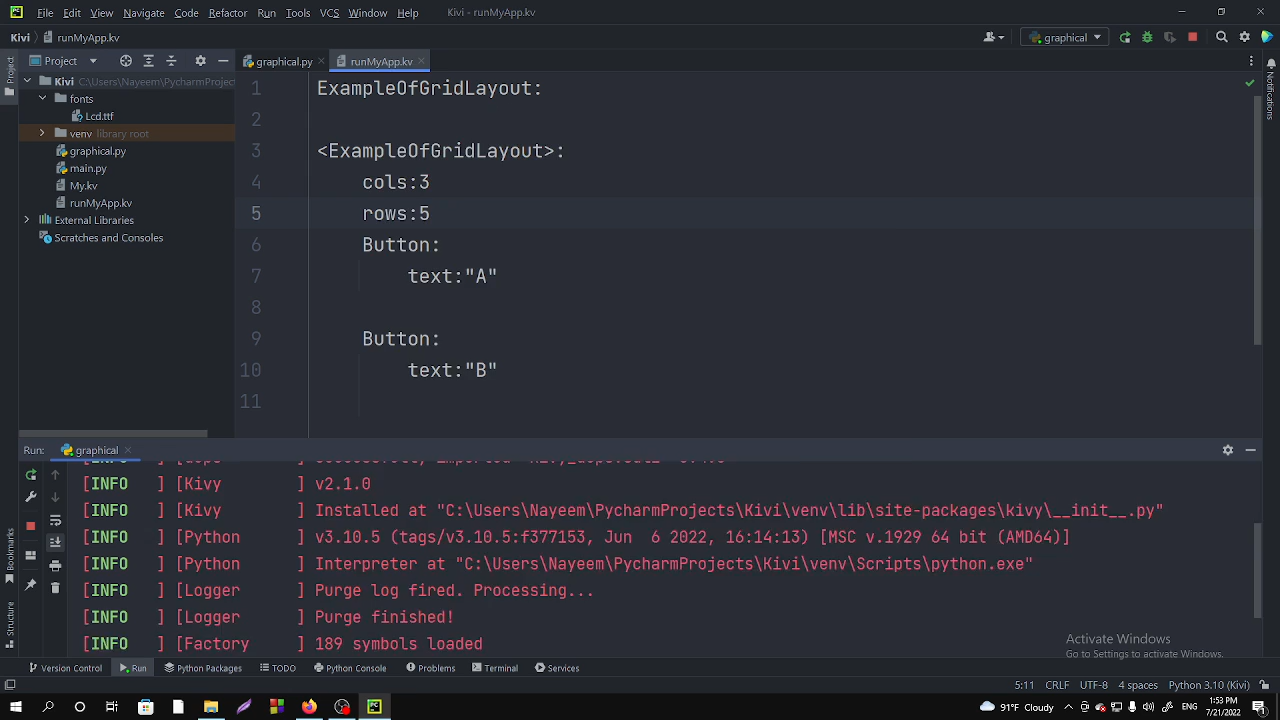 File Edit View Navigate Code Refactor Run Tools VCS Window Help Kivi - runMyApp.kv
Kivi runMyApp.kv graphical
Project graphical.py runMyApp.kv
Project
Notifications
Kivi C:\Users\Nayeem\PycharmProject
fonts
Lcd.ttf
venv library root
graphical.py
main.py
My.kv
runMyApp.kv
External Libraries
Scratches and Consoles
1 ExampleOfGridLayout:
2
3 <ExampleOfGridLayout>:
4 cols:3
5 rows:5
6 Button:
7 text:"A"
8
9 Button:
10 text:"B"
11
Run: graphical
[INFO ] [Kivy ] v2.1.0
[INFO ] [Kivy ] Installed at "C:\Users\Nayeem\PycharmProjects\Kivi\venv\lib\site-packages\kivy\__init__.py"
[INFO ] [Python ] v3.10.5 (tags/v3.10.5:f377153, Jun  6 2022, 16:14:13) [MSC v.1929 64 bit (AMD64)]
[INFO ] [Python ] Interpreter at "C:\Users\Nayeem\PycharmProjects\Kivi\venv\Scripts\python.exe"
[INFO ] [Logger ] Purge log fired. Processing...
[INFO ] [Logger ] Purge finished!
[INFO ] [Factory ] 189 symbols loaded
Bookmarks
Structure
Activate Windows
Go to Settings to activate Windows.
Version Control Run Python Packages TODO Python Console Problems Terminal Services
5:11 CRLF UTF-8 4 spaces Python 3.10 (Kivi)
91°F Cloudy ENG 1:53 PM
7/21/2022